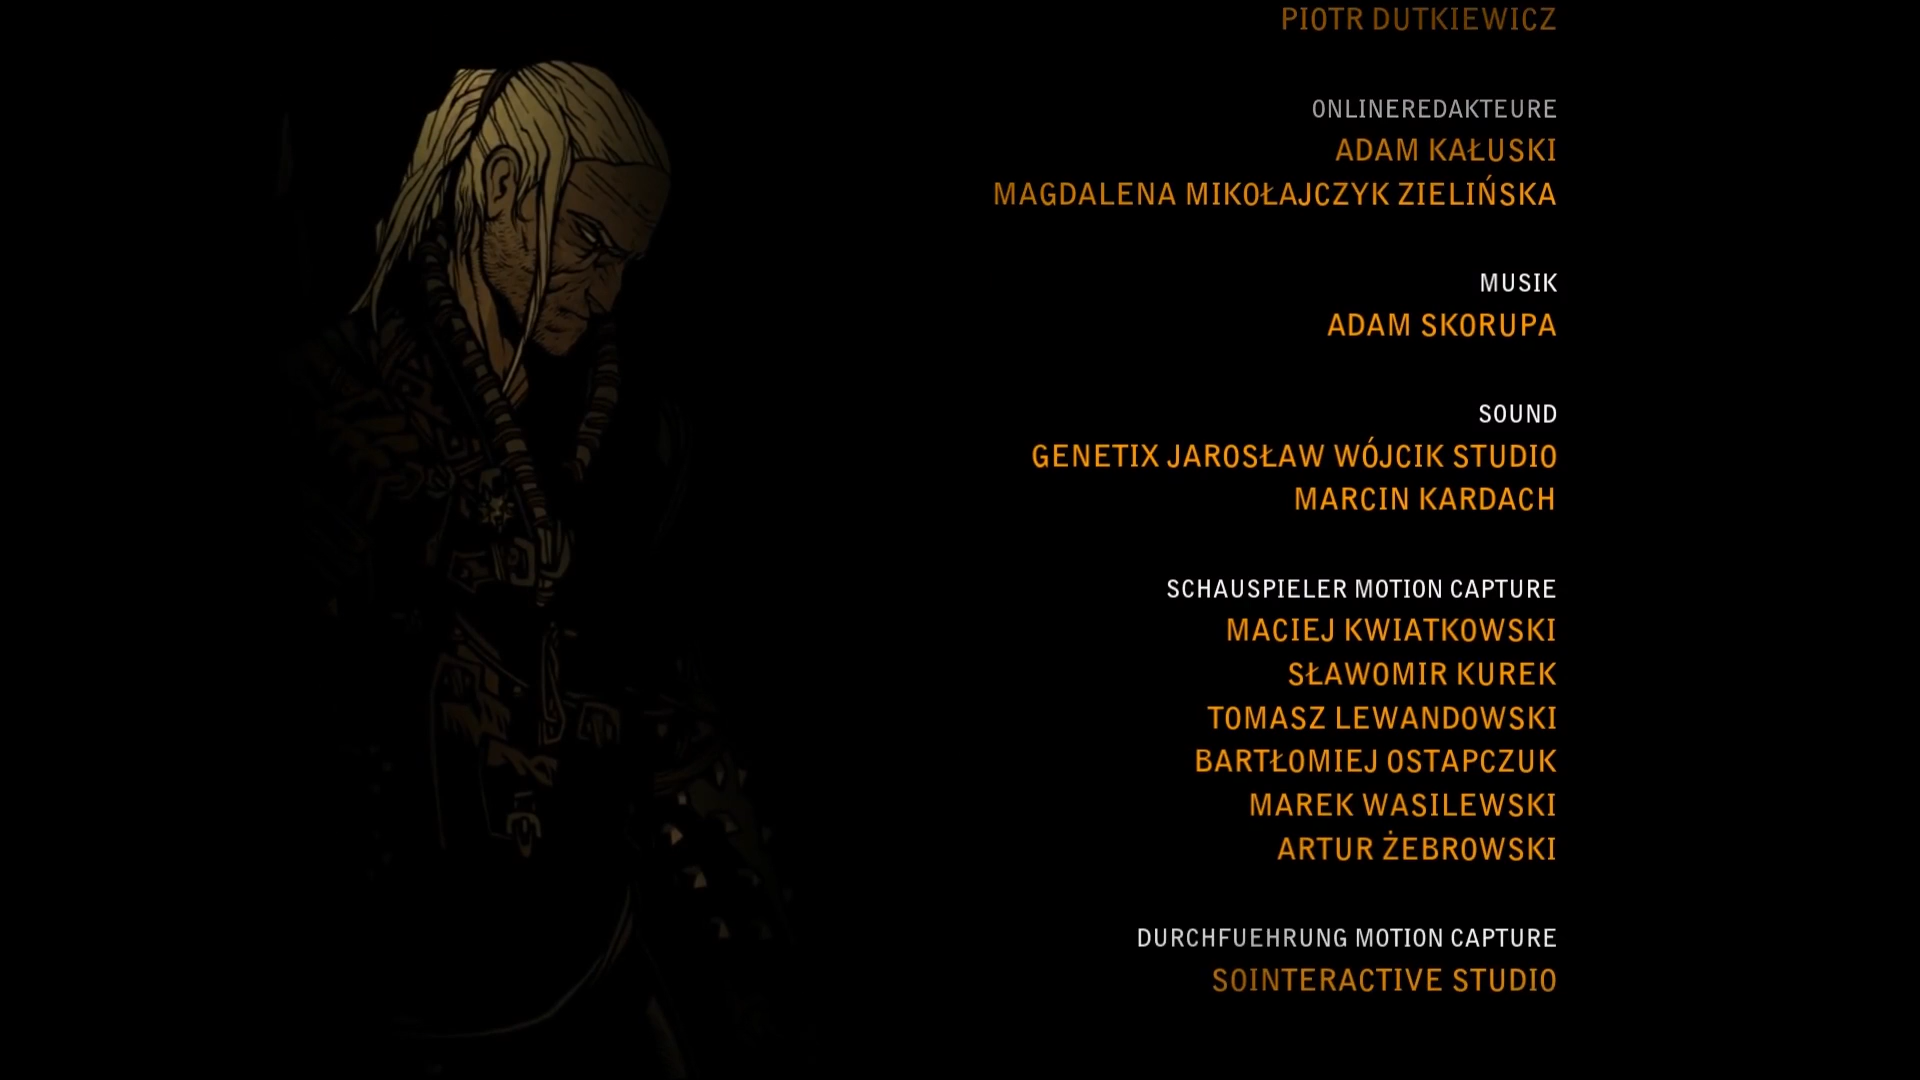 PIOTR DUTKIEWICZ
ONLINEREDAKTEURE
ADAM KAŁUSKI
MAGDALENA MIKOŁAJCZYK ZIELIŃSKA
MUSIK
ADAM SKORUPA
SOUND
GENETIX JAROSŁAW WÓJCIK STUDIO
MARCIN KARDACH
SCHAUSPIELER MOTION CAPTURE
MACIEJ KWIATKOWSKI
SŁAWOMIR KUREK
TOMASZ LEWANDOWSKI
BARTŁOMIEJ OSTAPCZUK
MAREK WASILEWSKI
ARTUR ŻEBROWSKI
DURCHFUEHRUNG MOTION CAPTURE
SOINTERACTIVE STUDIO